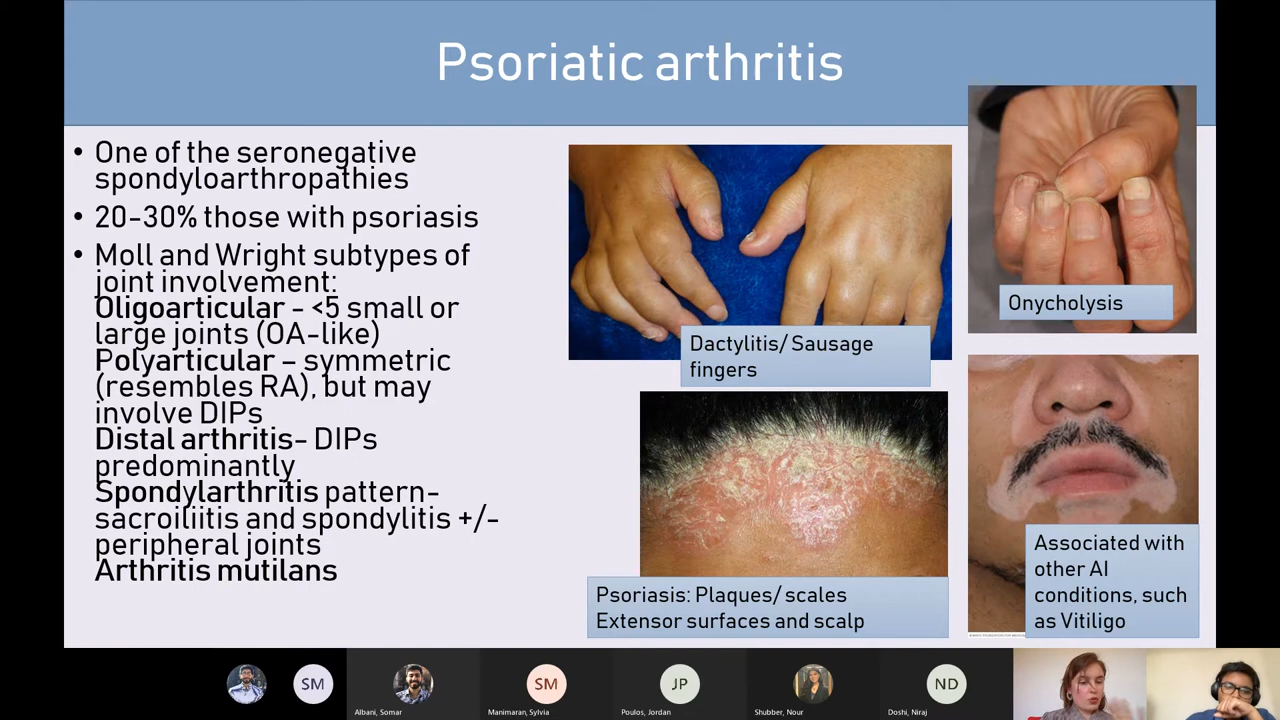 Psoriatic arthritis
• One of the seronegative
spondyloarthropathies
• 20-30% those with psoriasis
• Moll and Wright subtypes of
joint involvement:
Oligoarticular - <5 small or
large joints (OA-like)
Polyarticular – symmetric
(resembles RA), but may
involve DIPs
Distal arthritis- DIPs
predominantly
Spondylarthritis pattern-
sacroiliitis and spondylitis +/-
peripheral joints
Arthritis mutilans
Dactylitis/ Sausage
fingers
Onycholysis
Psoriasis: Plaques/ scales
Extensor surfaces and scalp
Associated with
other AI
conditions, such
as Vitiligo
SM
Albani, Somar
SM
Manimaran, Sylvia
JP
Poulos, Jordan
Shubber, Nour
ND
Doshi, Niraj